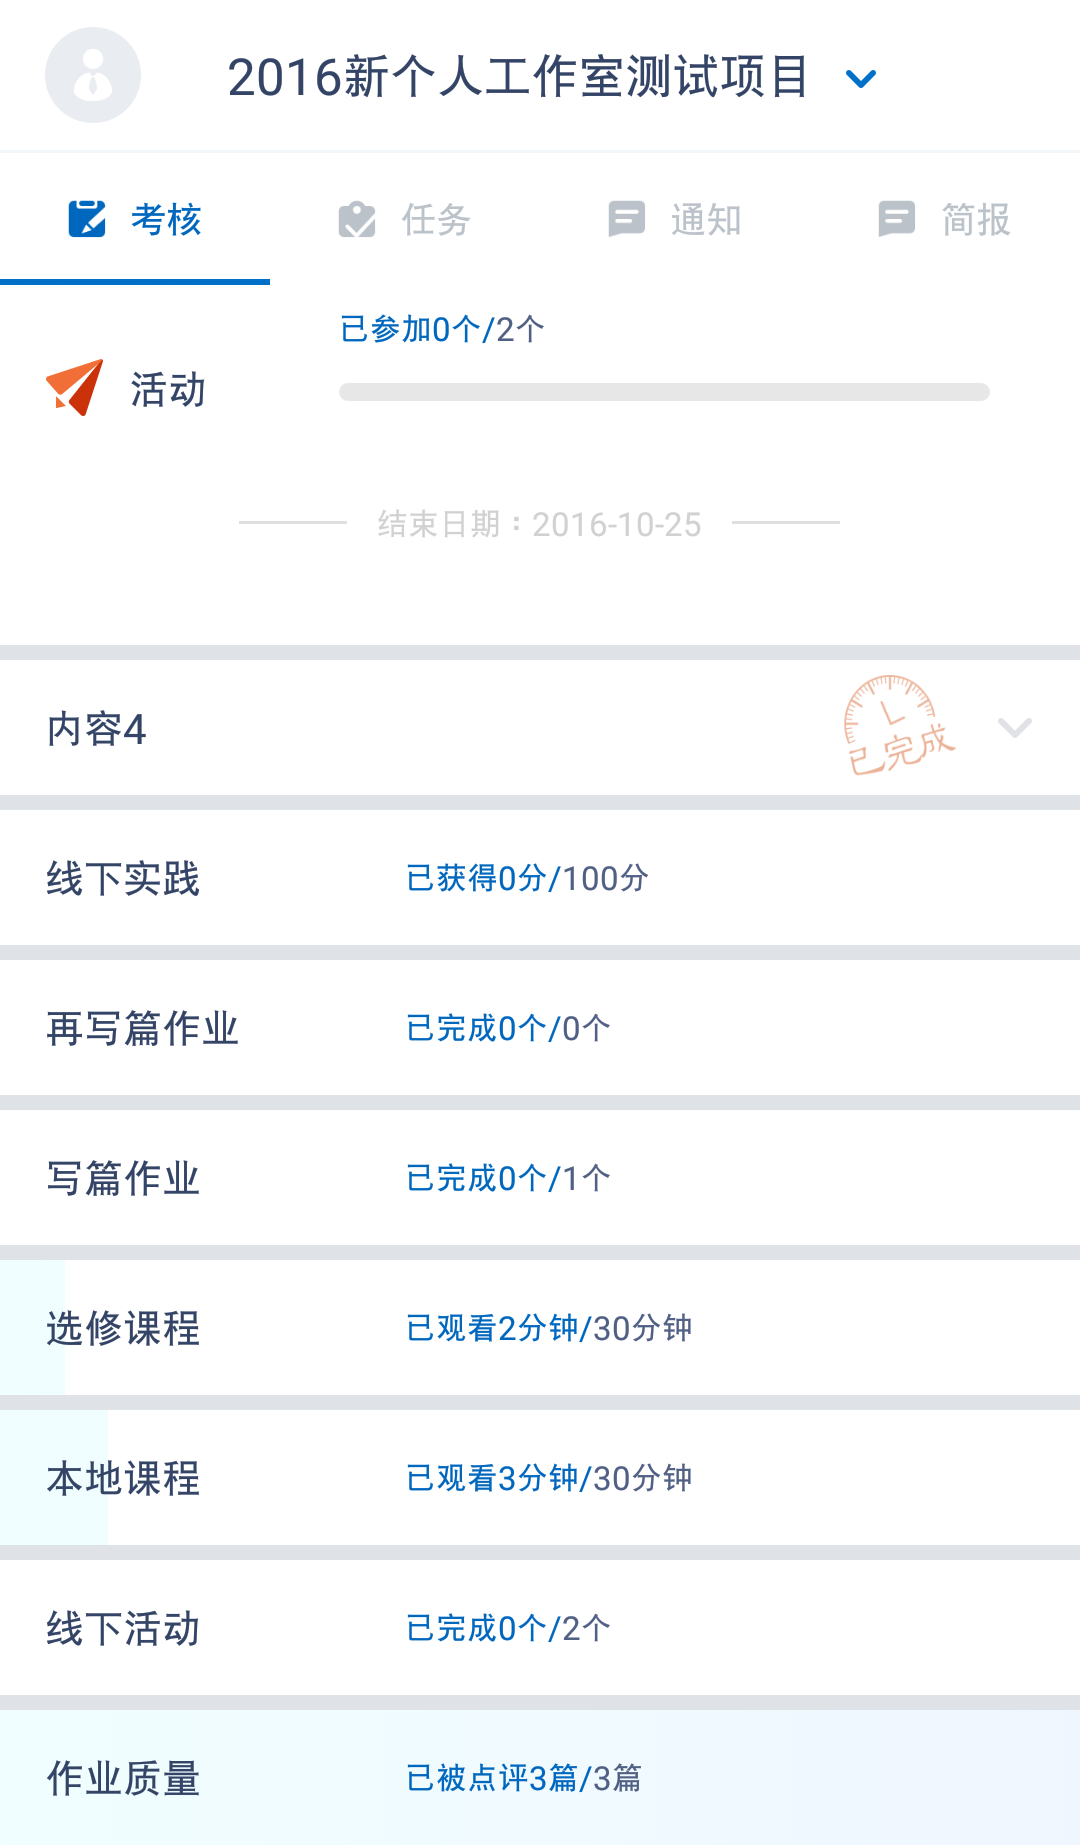 2016新个人工作室测试项目
考核 任务 通知 简报
已参加0个/2个
活动
结束日期：2016-10-25
内容4 已完成
线下实践 已获得0分/100分
再写篇作业 已完成0个/0个
写篇作业 已完成0个/1个
选修课程 已观看2分钟/30分钟
本地课程 已观看3分钟/30分钟
线下活动 已完成0个/2个
作业质量 已被点评3篇/3篇